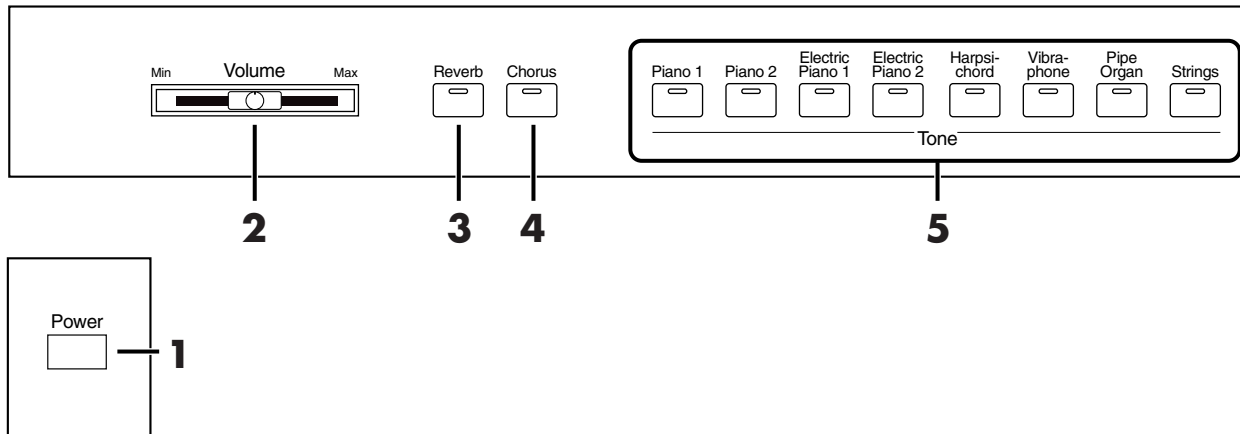 Min Volume Max
Reverb
Chorus
Piano 1
Piano 2
Electric
Piano 1
Electric
Piano 2
Harpsi-
chord
Vibra-
phone
Pipe
Organ
Strings
Tone
2
3
4
5
Power
1